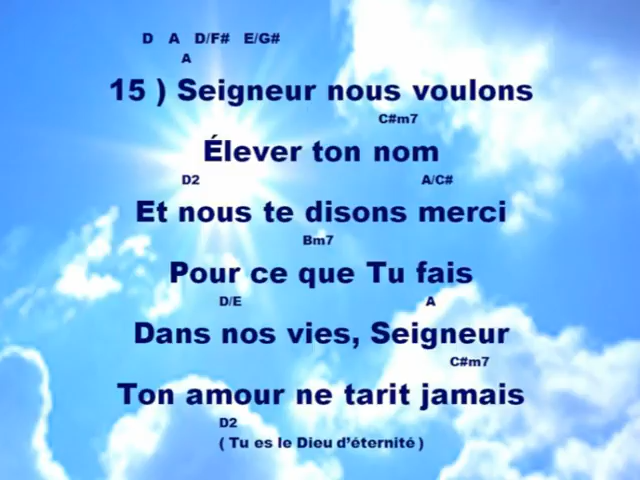 D A D/F# E/G#
A
15 ) Seigneur nous voulons
C#m7
Élever ton nom
D2 A/C#
Et nous te disons merci
Bm7
Pour ce que Tu fais
D/E A
Dans nos vies, Seigneur
C#m7
Ton amour ne tarit jamais
D2
( Tu es le Dieu d’éternité )